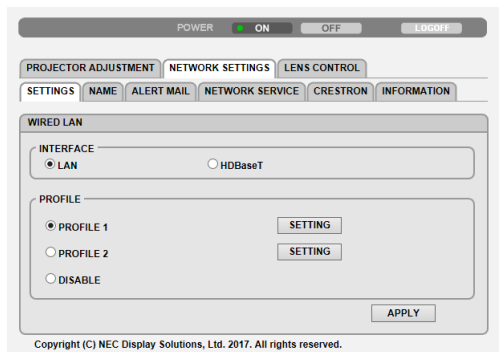 POWER ON OFF LOGOFF
PROJECTOR ADJUSTMENT NETWORK SETTINGS LENS CONTROL
SETTINGS NAME ALERT MAIL NETWORK SERVICE CRESTRON INFORMATION
WIRED LAN
INTERFACE
LAN HDBaseT
PROFILE
PROFILE 1 SETTING
PROFILE 2 SETTING
DISABLE
APPLY
Copyright (C) NEC Display Solutions, Ltd. 2017. All rights reserved.